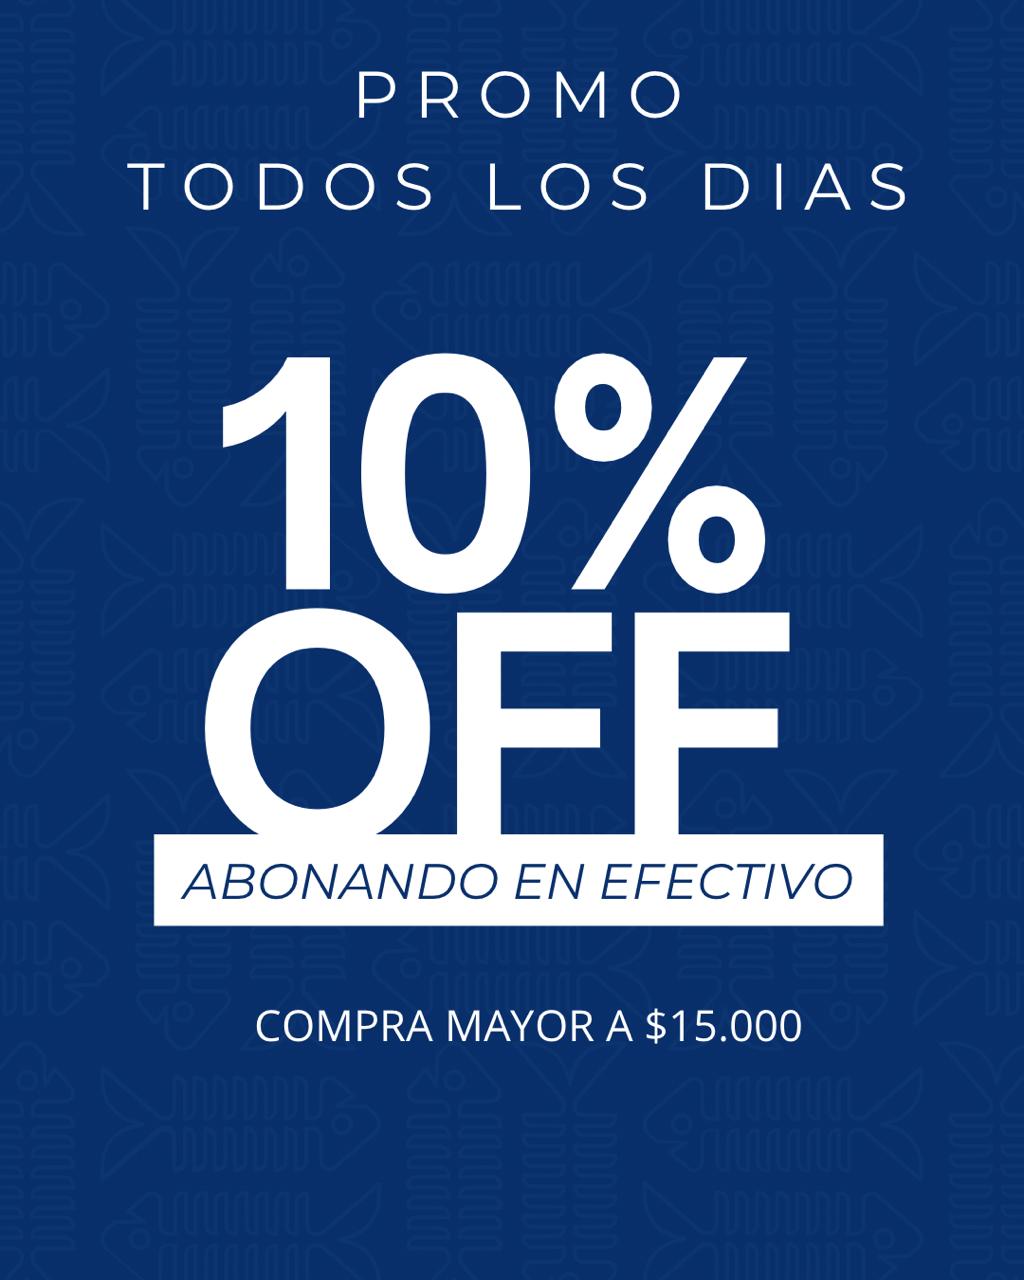 PROMO
TODOS LOS DIAS
10%
OFF
ABONANDO EN EFECTIVO
COMPRA MAYOR A $15.000